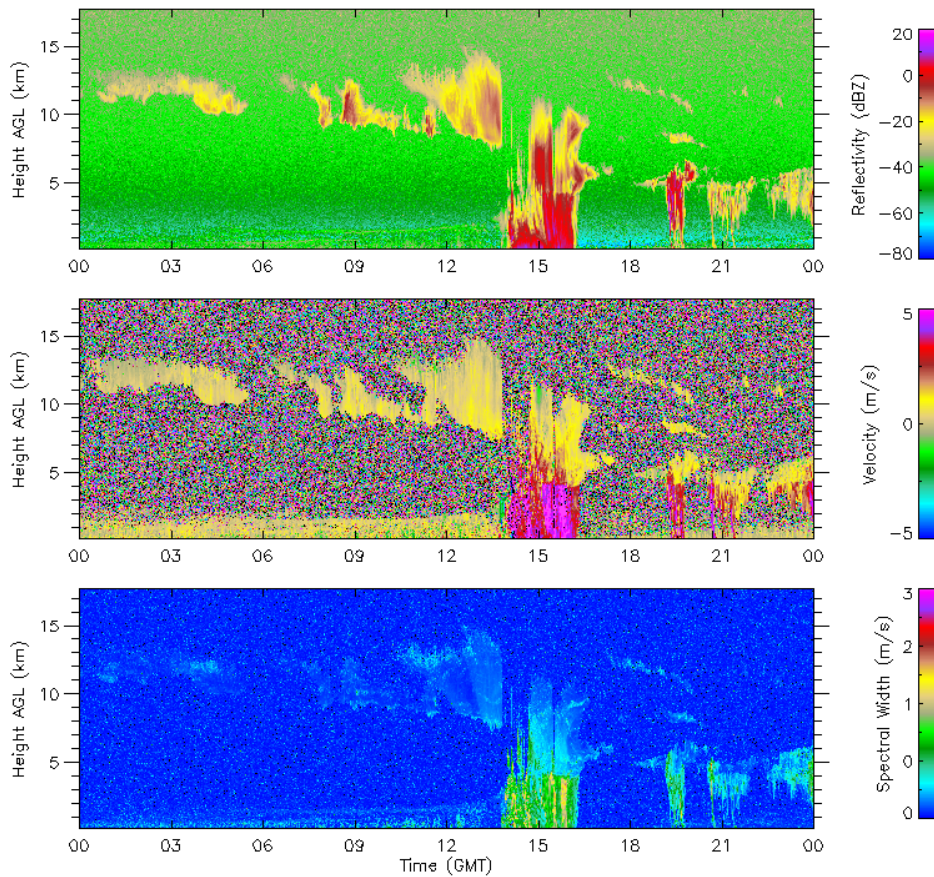 15
10
5
Height AGL (km)
00 03 06 09 12 15 18 21 00
20
0
−20
−40
−60
−80
Reflectivity (dBZ)
15
10
5
Height AGL (km)
00 03 06 09 12 15 18 21 00
5
0
−5
Velocity (m/s)
15
10
5
Height AGL (km)
00 03 06 09 12 15 18 21 00
Time (GMT)
3
2
1
0
0
Spectral Width (m/s)